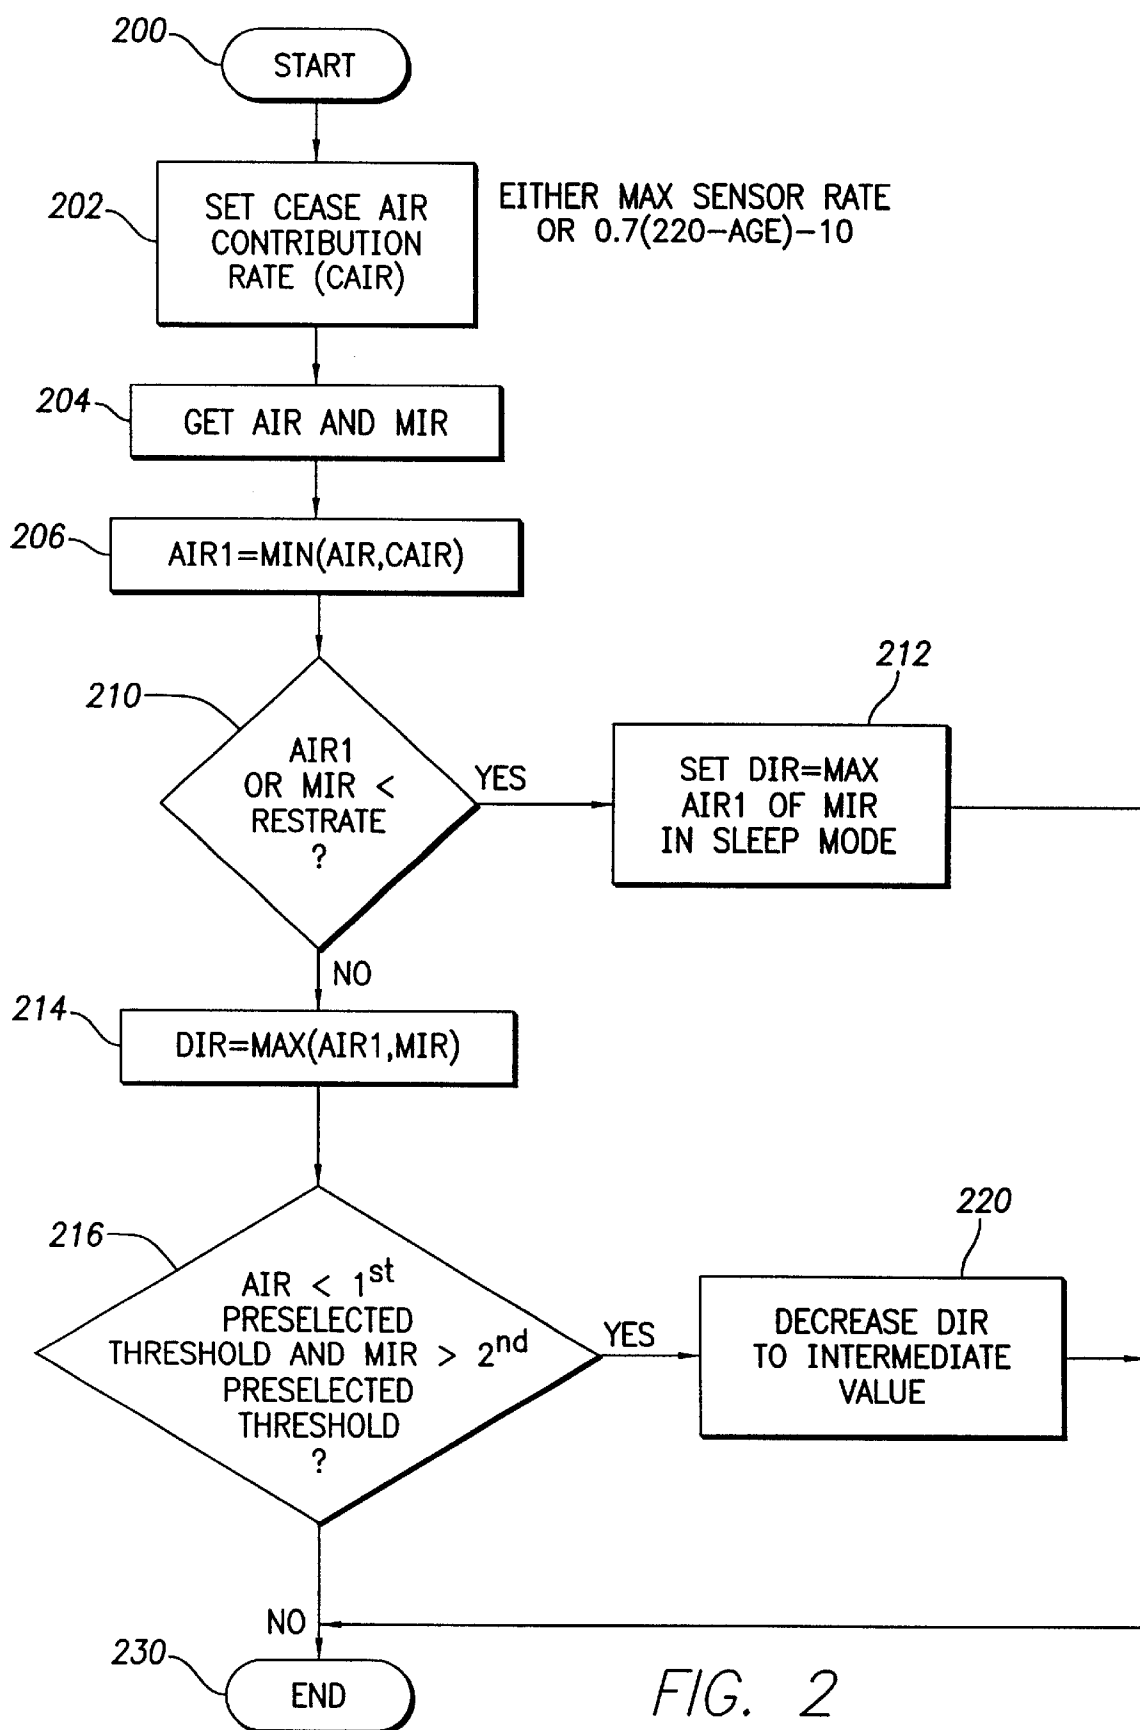 200
START
202
SET CEASE AIR
CONTRIBUTION
RATE (CAIR)
EITHER MAX SENSOR RATE
OR 0.7(220-AGE)-10
204
GET AIR AND MIR
206
AIR1=MIN(AIR,CAIR)
210
AIR1
OR MIR <
RESTRATE
?
YES
212
SET DIR=MAX
AIR1 OF MIR
IN SLEEP MODE
NO
214
DIR=MAX(AIR1,MIR)
216
AIR < 1st
PRESELECTED
THRESHOLD AND MIR > 2nd
PRESELECTED
THRESHOLD
?
YES
220
DECREASE DIR
TO INTERMEDIATE
VALUE
NO
230
END
FIG. 2